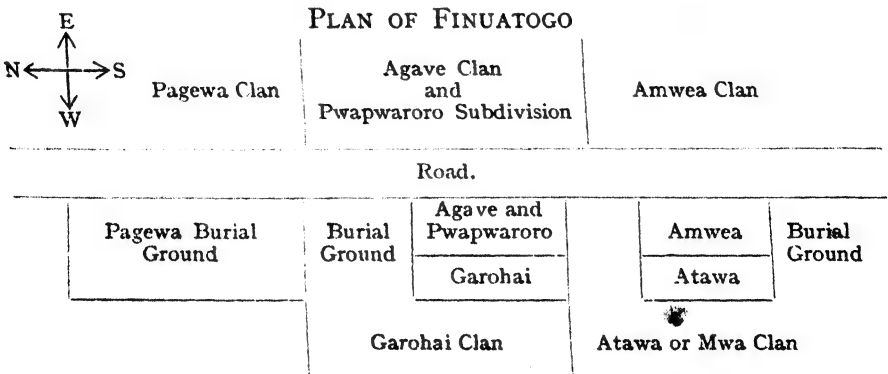 PLAN OF FINUATOGO
E
N S
W
Pagewa Clan
Agave Clan
and
Pwapwaroro Subdivision
Amwea Clan
Road.
Pagewa Burial
Ground
Burial
Ground
Agave and
Pwapwaroro
Garohai
Amwea
Atawa
Burial
Ground
Garohai Clan
Atawa or Mwa Clan